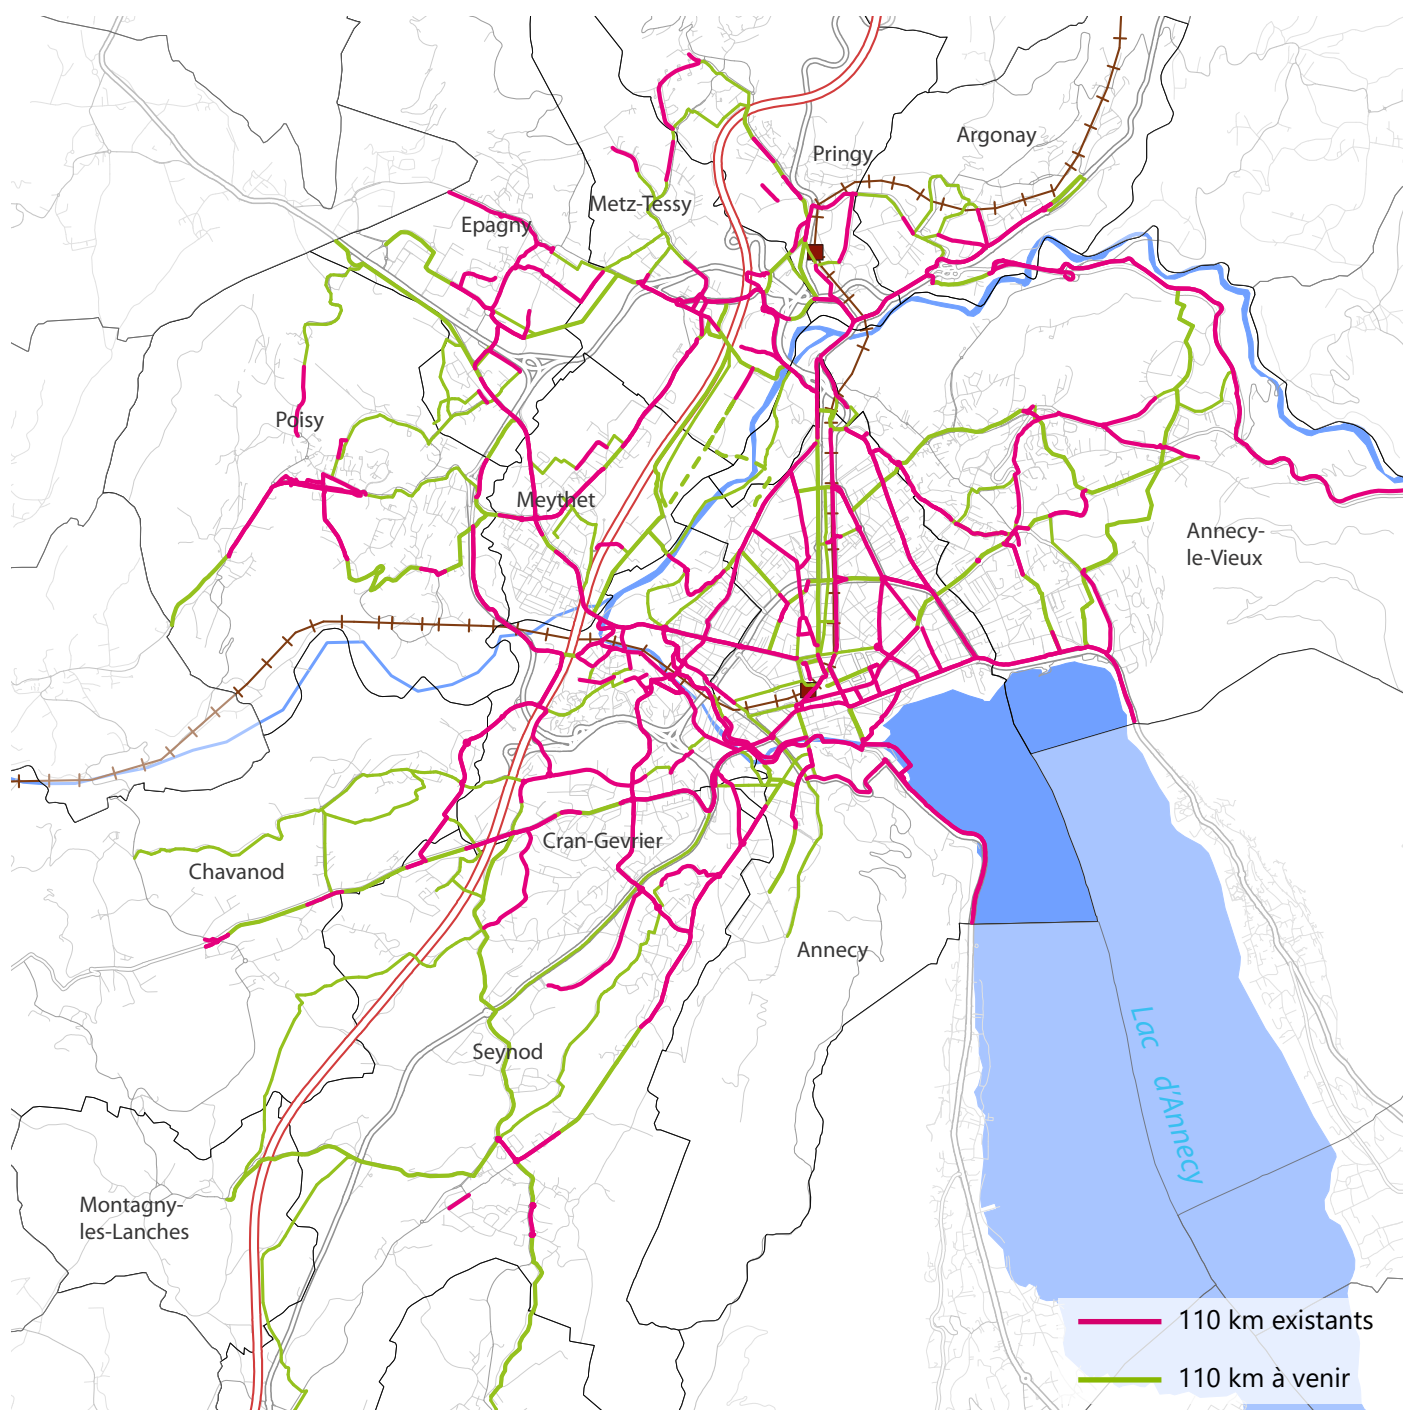 Argonay
Pringy
Metz-Tessy
Epagny
Poisy
Meythet
Annecy-
le-Vieux
Cran-Gevrier
Chavanod
Annecy
Lac d'Annecy
Seynod
Montagny-
les-Lanches
110 km existants
110 km à venir